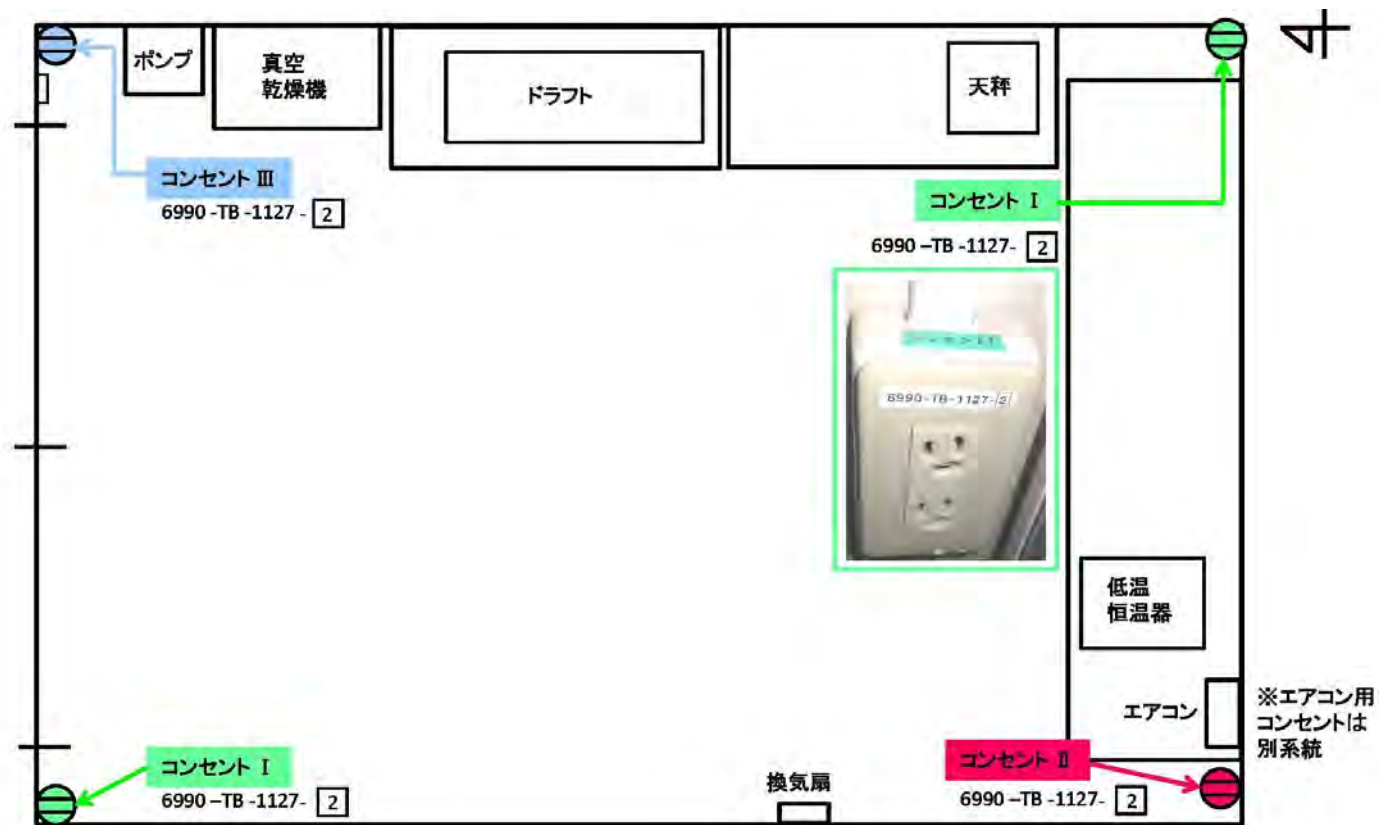 ポンプ
真空
乾燥機
ドラフト
天秤
コンセント Ⅲ
6990 -TB -1127 - 2
コンセント Ⅰ
6990 –TB -1127- 2
6990-TB-1127-2
低温
恒温器
エアコン
※エアコン用
コンセントは
別系統
コンセント Ⅰ
6990 –TB -1127- 2
換気扇
コンセント Ⅱ
6990 –TB -1127- 2